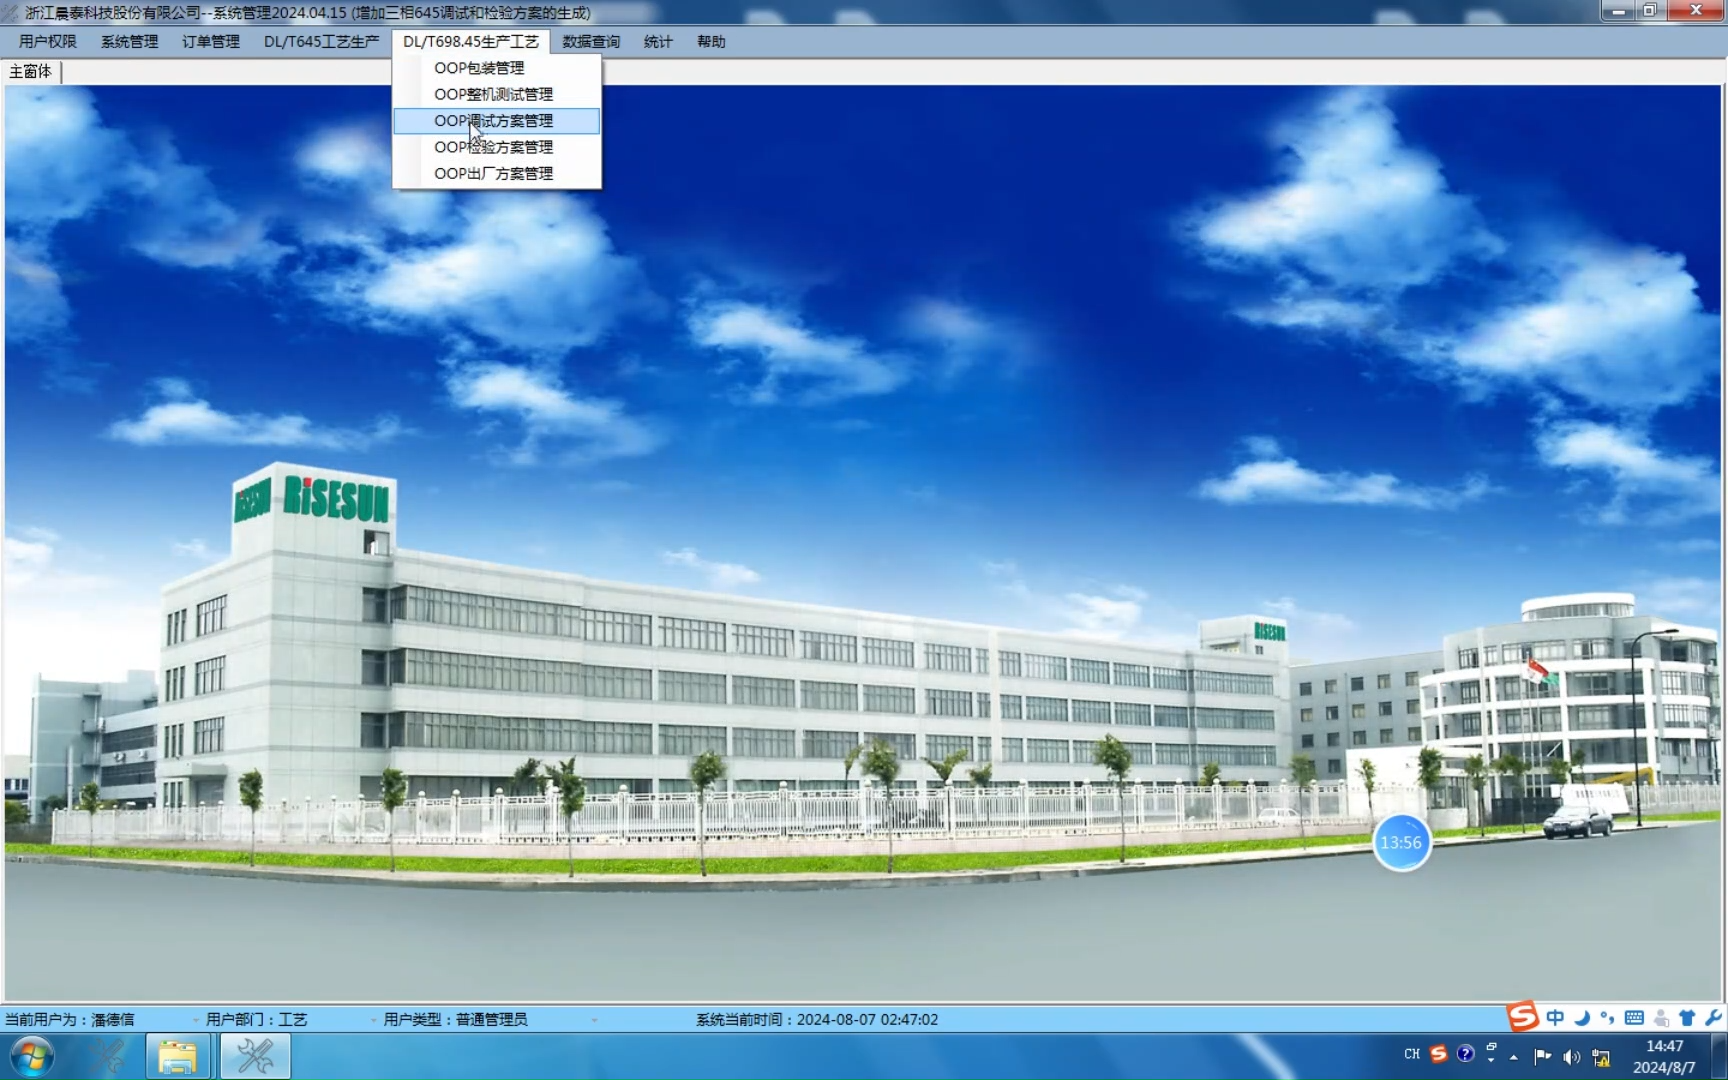 浙江晨泰科技股份有限公司--系统管理2024.04.15 (增加三相645调试和检验方案的生成)
用户权限 系统管理 订单管理 DL/T645工艺生产 DL/T698.45生产工艺 数据查询 统计 帮助
主窗体
OOP包装管理
OOP整机测试管理
OOP调试方案管理
OOP检验方案管理
OOP出厂方案管理
RiSESUN RiSESUN
RiSESUN
13:56
当前用户为：潘德信 用户部门：工艺 用户类型：普通管理员 系统当前时间：2024-08-07 02:47:02
S 中
CH S ? 14:47
2024/8/7